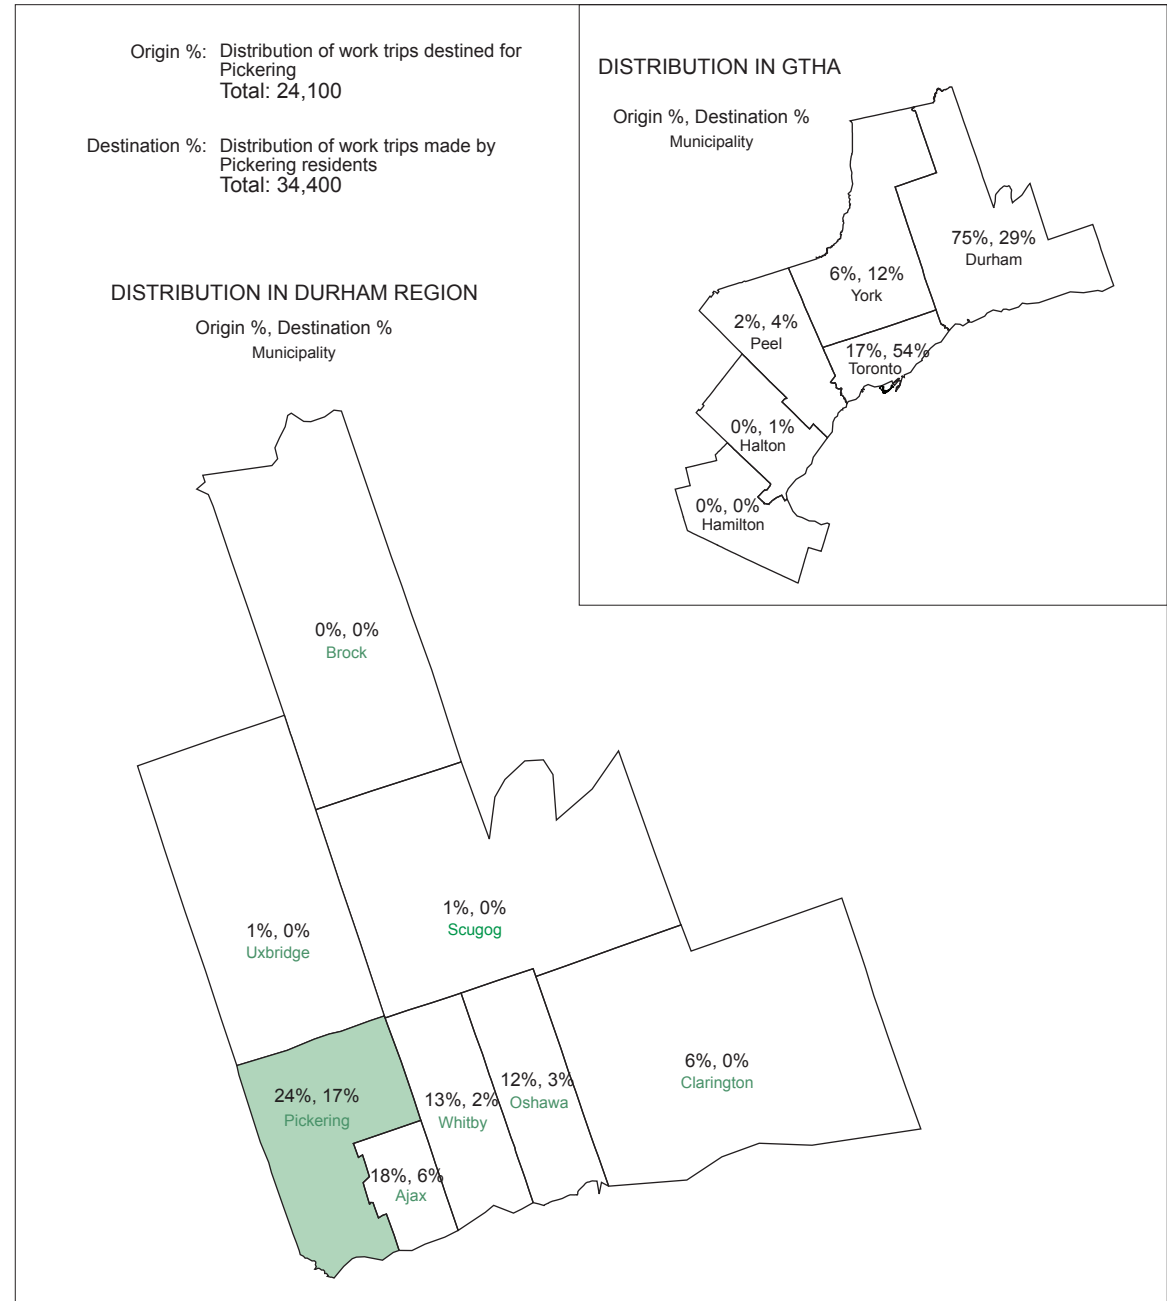 Origin %: Distribution of work trips destined for
Pickering
Total: 24,100
Destination %: Distribution of work trips made by
Pickering residents
Total: 34,400
DISTRIBUTION IN DURHAM REGION
Origin %, Destination %
Municipality
0%, 0%
Brock
1%, 0%
Uxbridge
1%, 0%
Scugog
24%, 17%
Pickering
18%, 6%
Ajax
13%, 2%
Whitby
12%, 3%
Oshawa
6%, 0%
Clarington
DISTRIBUTION IN GTHA
Origin %, Destination %
Municipality
75%, 29%
Durham
6%, 12%
York
2%, 4%
Peel
17%, 54%
Toronto
0%, 1%
Halton
0%, 0%
Hamilton